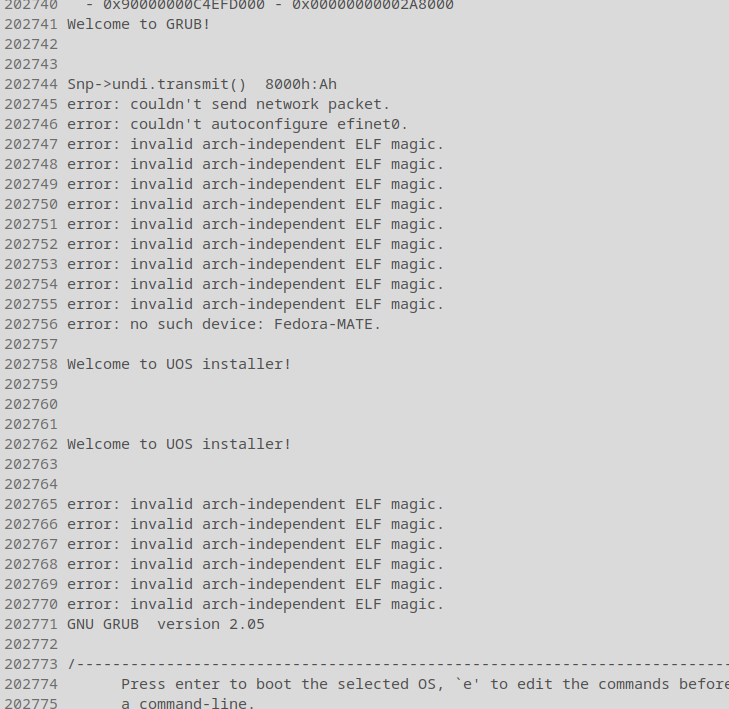 202740   - 0x90000000C4EFD000 - 0x00000000002A8000
202741 Welcome to GRUB!
202742
202743
202744 Snp->undi.transmit()  8000h:Ah
202745 error: couldn't send network packet.
202746 error: couldn't autoconfigure efinet0.
202747 error: invalid arch-independent ELF magic.
202748 error: invalid arch-independent ELF magic.
202749 error: invalid arch-independent ELF magic.
202750 error: invalid arch-independent ELF magic.
202751 error: invalid arch-independent ELF magic.
202752 error: invalid arch-independent ELF magic.
202753 error: invalid arch-independent ELF magic.
202754 error: invalid arch-independent ELF magic.
202755 error: invalid arch-independent ELF magic.
202756 error: no such device: Fedora-MATE.
202757
202758 Welcome to UOS installer!
202759
202760
202761
202762 Welcome to UOS installer!
202763
202764
202765 error: invalid arch-independent ELF magic.
202766 error: invalid arch-independent ELF magic.
202767 error: invalid arch-independent ELF magic.
202768 error: invalid arch-independent ELF magic.
202769 error: invalid arch-independent ELF magic.
202770 error: invalid arch-independent ELF magic.
202771 GNU GRUB  version 2.05
202772
202773 /-------------------------------------------------------------------------
202774       Press enter to boot the selected OS, `e' to edit the commands before
202775       a command-line.